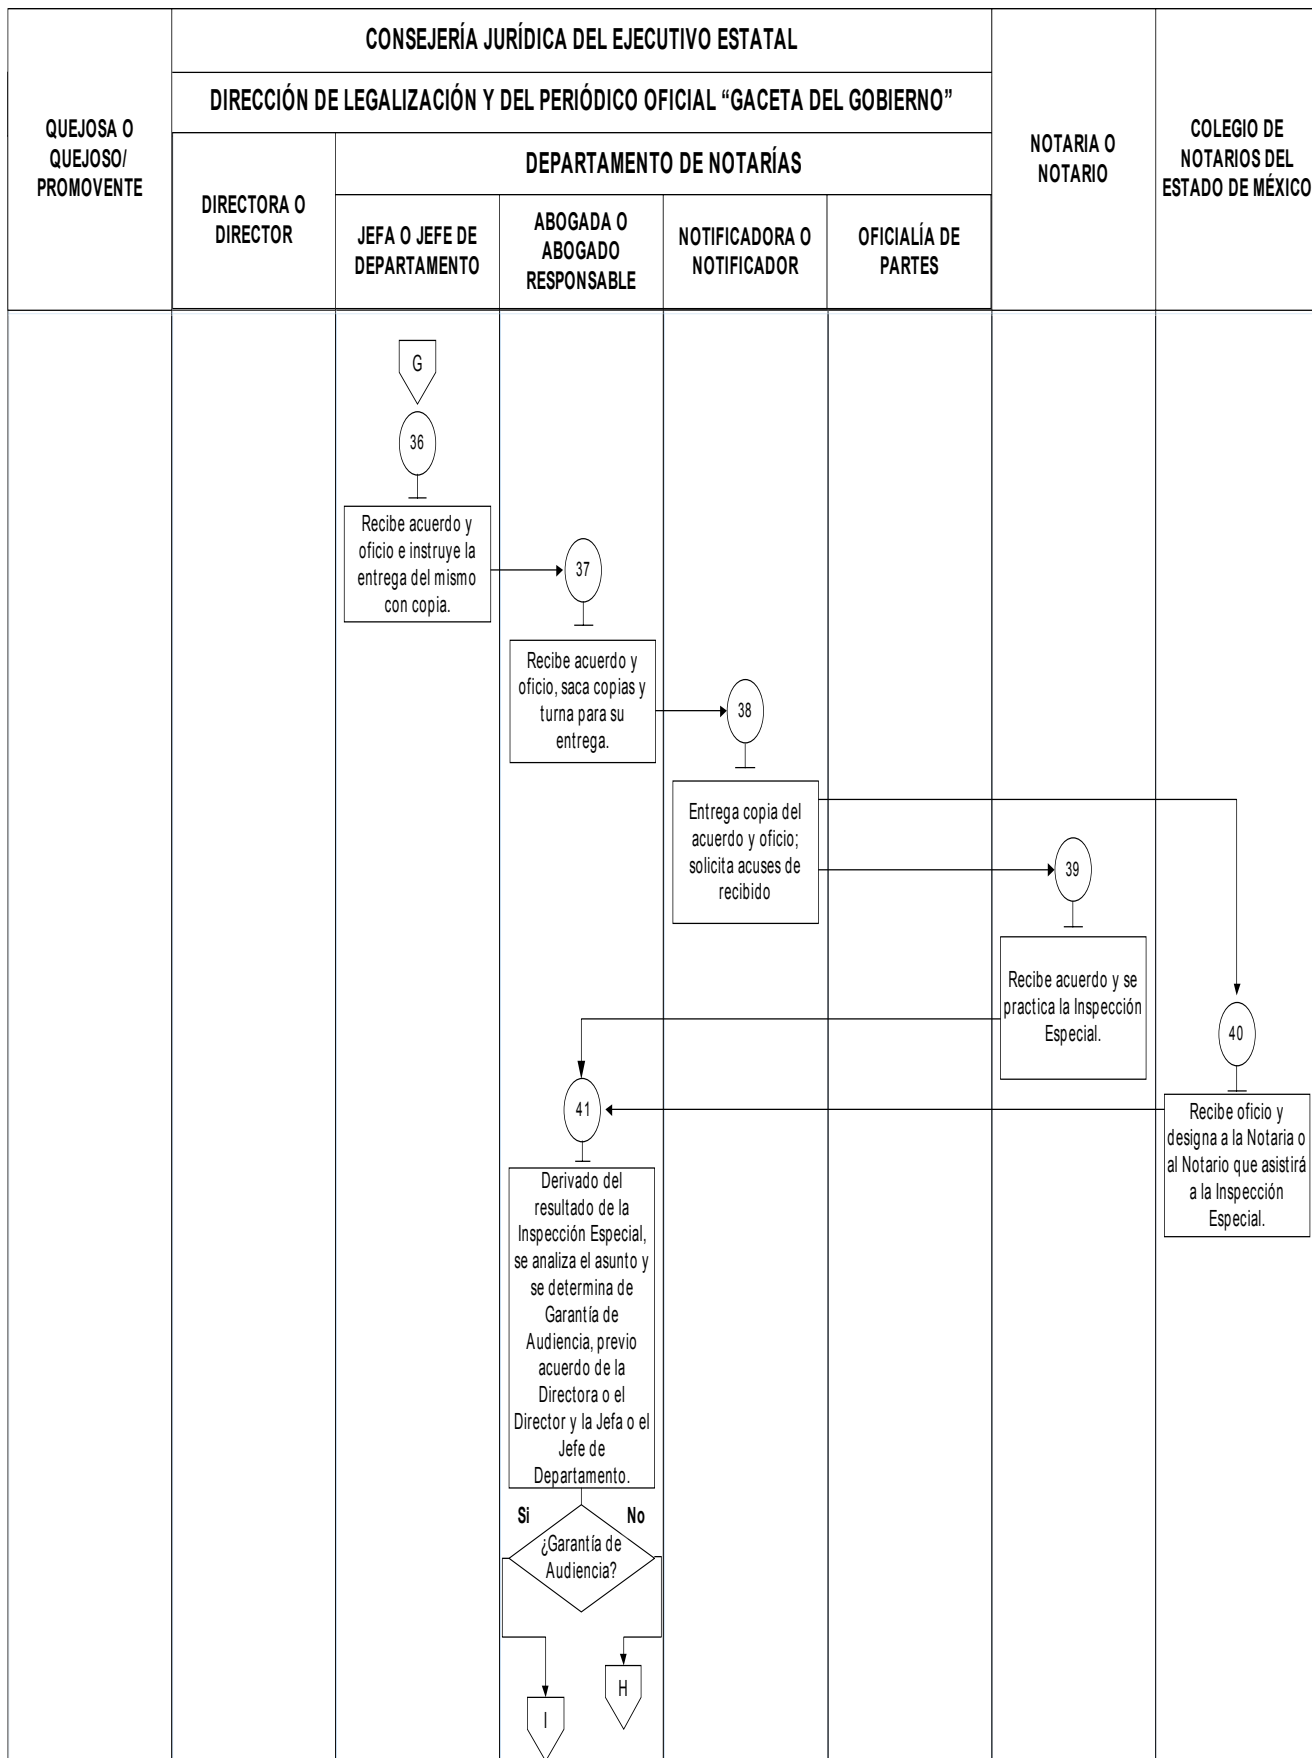 CONSEJERÍA JURÍDICA DEL EJECUTIVO ESTATAL
DIRECCIÓN DE LEGALIZACIÓN Y DEL PERIÓDICO OFICIAL “GACETA DEL GOBIERNO”
QUEJOSA O
QUEJOSO/
PROMOVENTE
DIRECTORA O
DIRECTOR
DEPARTAMENTO DE NOTARÍAS
JEFA O JEFE DE
DEPARTAMENTO
ABOGADA O
ABOGADO
RESPONSABLE
NOTIFICADORA O
NOTIFICADOR
OFICIALÍA DE
PARTES
NOTARIA O
NOTARIO
COLEGIO DE
NOTARIOS DEL
ESTADO DE MÉXICO
G
36
Recibe acuerdo y
oficio e instruye la
entrega del mismo
con copia.
37
Recibe acuerdo y
oficio, saca copias y
turna para su
entrega.
38
Entrega copia del
acuerdo y oficio;
solicita acuses de
recibido
39
Recibe acuerdo y se
practica la Inspección
Especial.
40
Recibe oficio y
designa a la Notaria o
al Notario que asistirá
a la Inspección
Especial.
41
Derivado del
resultado de la
Inspección Especial,
se analiza el asunto y
se determina de
Garantía de
Audiencia, previo
acuerdo de la
Directora o el
Director y la Jefa o el
Jefe de
Departamento.
Si
No
¿Garantía de
Audiencia?
H
I